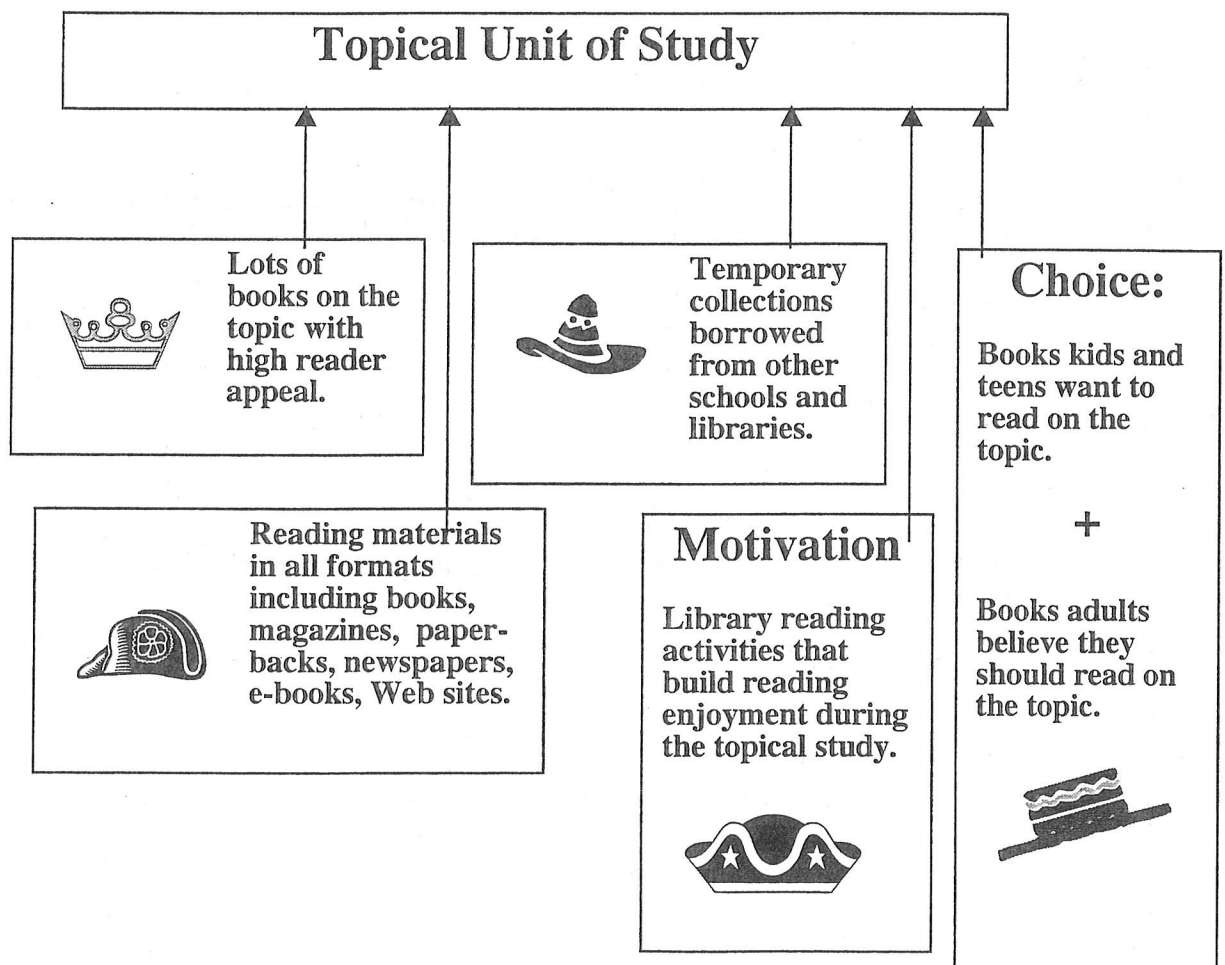 Topical Unit of Study
Lots of
books on the
topic with
high reader
appeal.
Temporary
collections
borrowed
from other
schools and
libraries.
Choice:
Books kids and
teens want to
read on the
topic.
+
Books adults
believe they
should read on
the topic.
Reading materials
in all formats
including books,
magazines, paper-
backs, newspapers,
e-books, Web sites.
Motivation
Library reading
activities that
build reading
enjoyment during
the topical study.